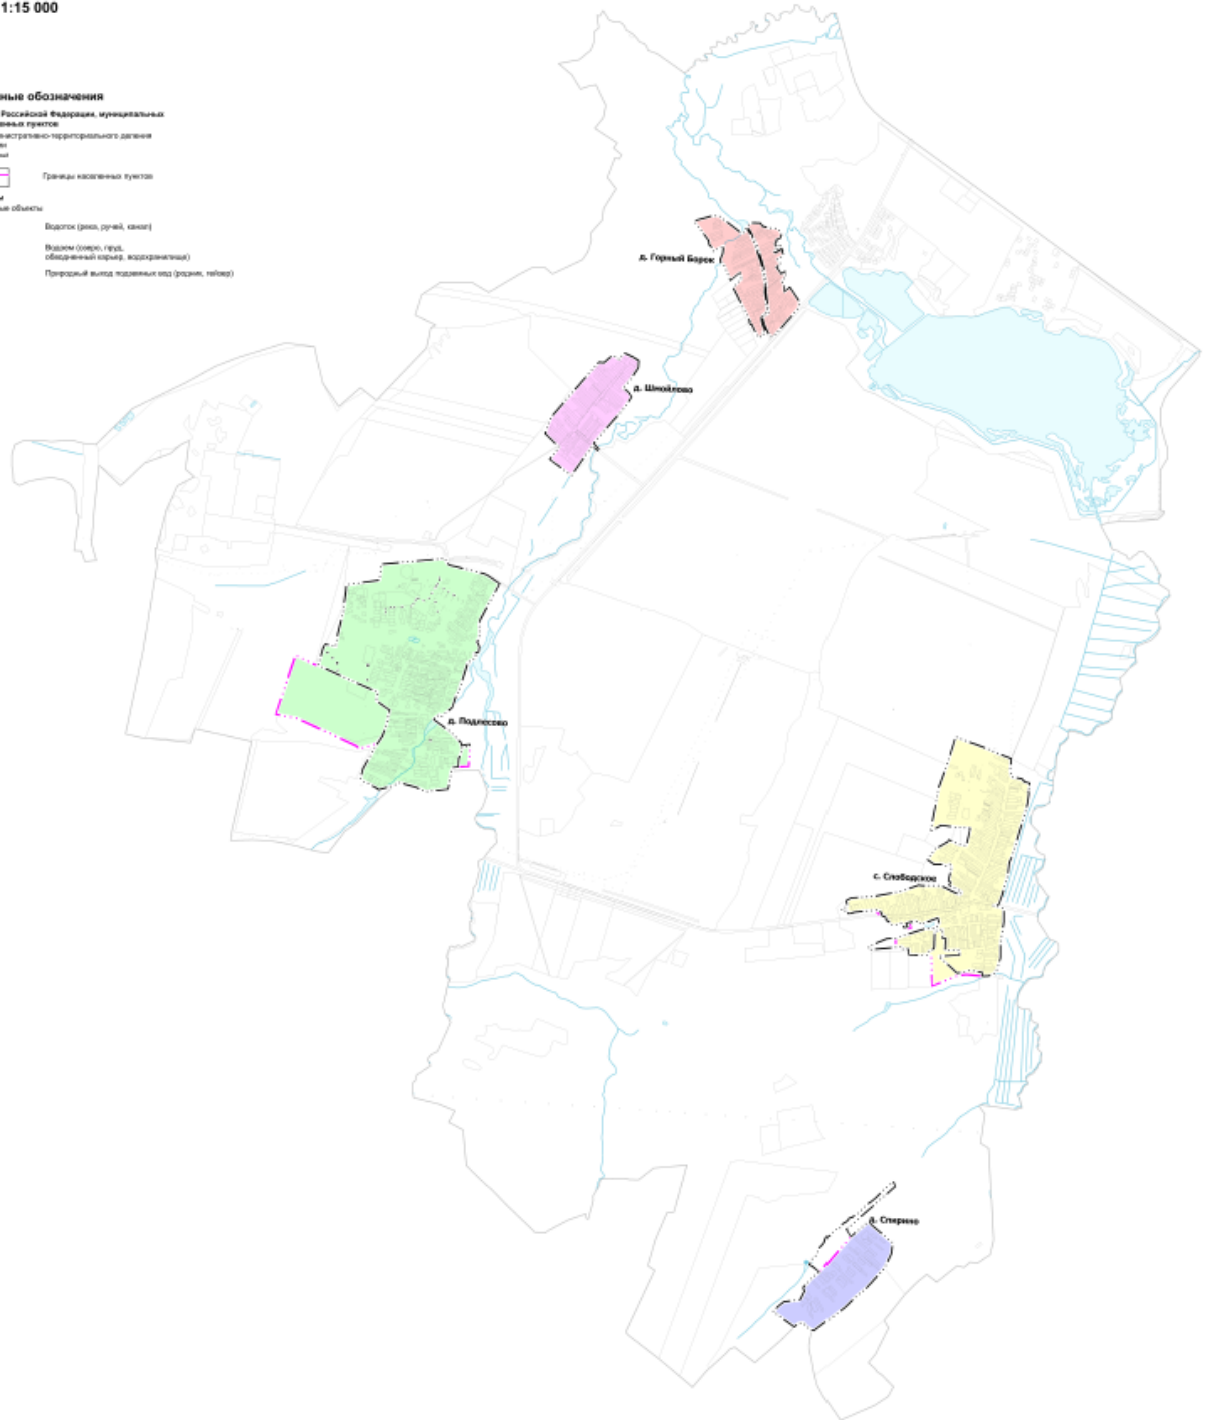 1:15 000
ные обозначения
Российской Федерации, муниципальных
енных пунктов
нистративно-территориального деления
Границы населенных пунктов
ые объекты
Водоток (река, ручей, канал)
Водоем (озеро, пруд,
обводненный карьер, водохранилище)
Природный выход подземных вод (родник, гейзер)
д. Горный Борок
д. Шмойлово
д. Подлесово
с. Слободское
д. Спирино